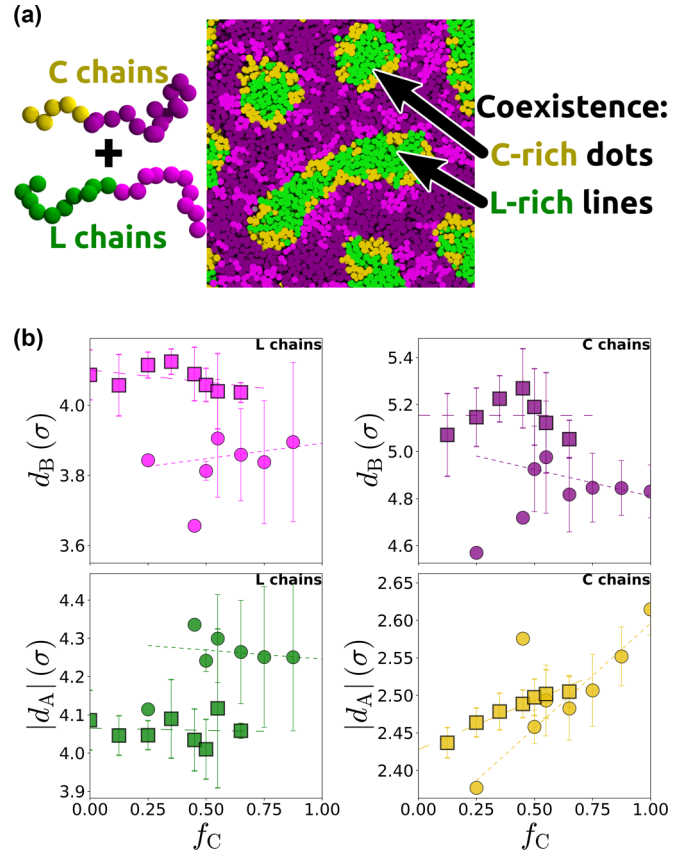 (a)
C chains
+
L chains
Coexistence:
C-rich dots
L-rich lines
(b)
L chains
d_B (σ)
4.0
3.8
3.6
C chains
d_B (σ)
5.4
5.2
5.0
4.8
4.6
L chains
|d_A| (σ)
4.4
4.3
4.2
4.1
4.0
3.9
0.00 0.25 0.50 0.75 1.00
f_C
C chains
|d_A| (σ)
2.65
2.60
2.55
2.50
2.45
2.40
0.00 0.25 0.50 0.75 1.00
f_C